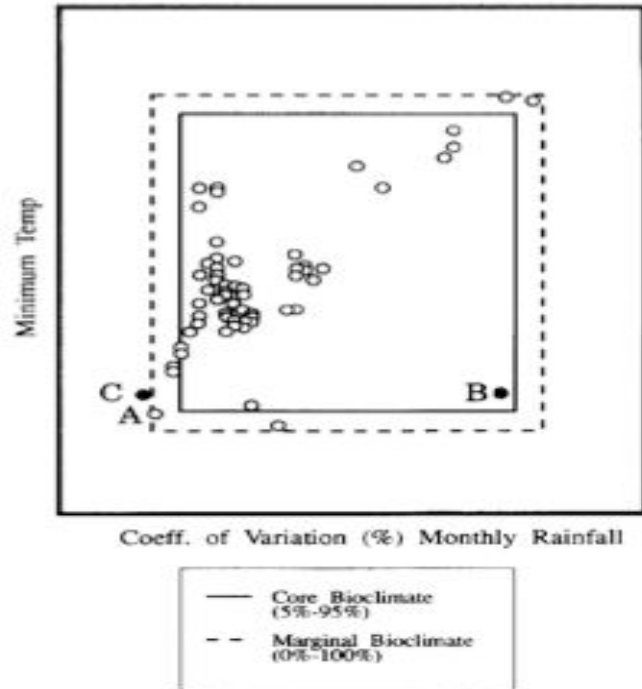 Minimum Temp
C
A
B
Coeff. of Variation (%) Monthly Rainfall
Core Bioclimate
(5%-95%)
Marginal Bioclimate
(0%-100%)